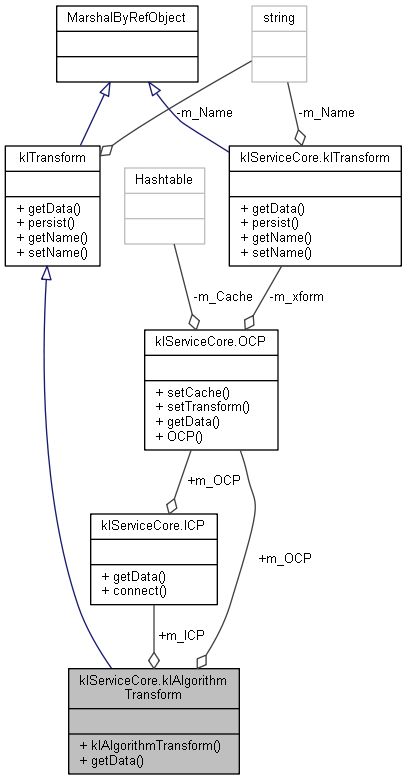 MarshalByRefObject
string
-m_Name
-m_Name
klTransform
+ getData()
+ persist()
+ getName()
+ setName()
Hashtable
klServiceCore.klTransform
+ getData()
+ persist()
+ getName()
+ setName()
-m_Cache
-m_xform
klServiceCore.OCP
+ setCache()
+ setTransform()
+ getData()
+ OCP()
+m_OCP
klServiceCore.ICP
+ getData()
+ connect()
+m_OCP
+m_ICP
klServiceCore.klAlgorithm
Transform
+ klAlgorithmTransform()
+ getData()